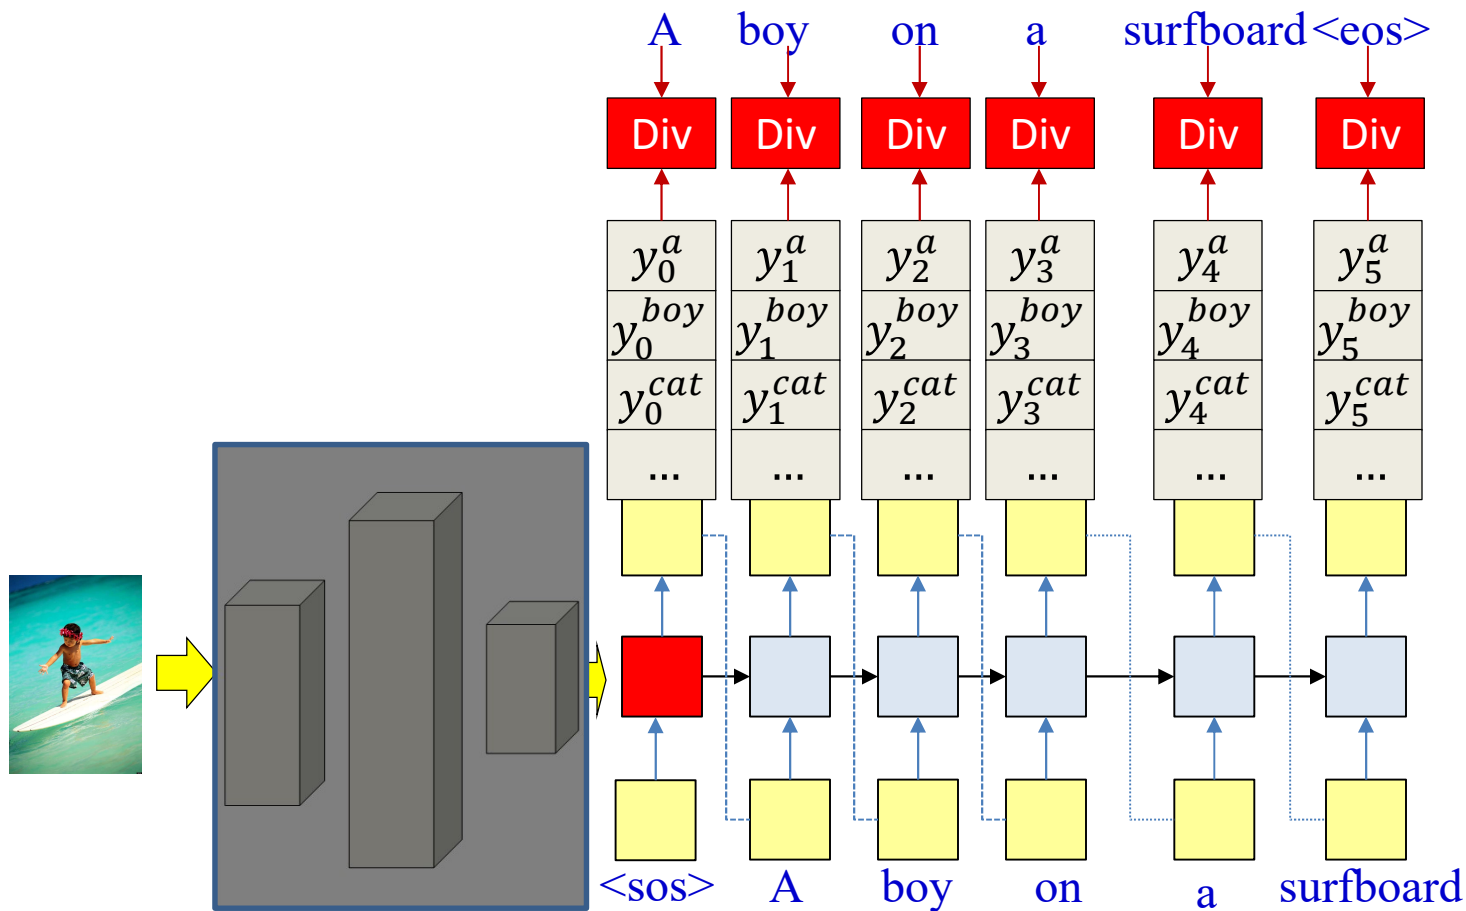 A boy on a surfboard <eos>
Div Div Div Div Div Div
y_0^a y_1^a y_2^a y_3^a y_4^a y_5^a
y_0^{boy} y_1^{boy} y_2^{boy} y_3^{boy} y_4^{boy} y_5^{boy}
y_0^{cat} y_1^{cat} y_2^{cat} y_3^{cat} y_4^{cat} y_5^{cat}
... ... ... ... ... ...
<sos> A boy on a surfboard